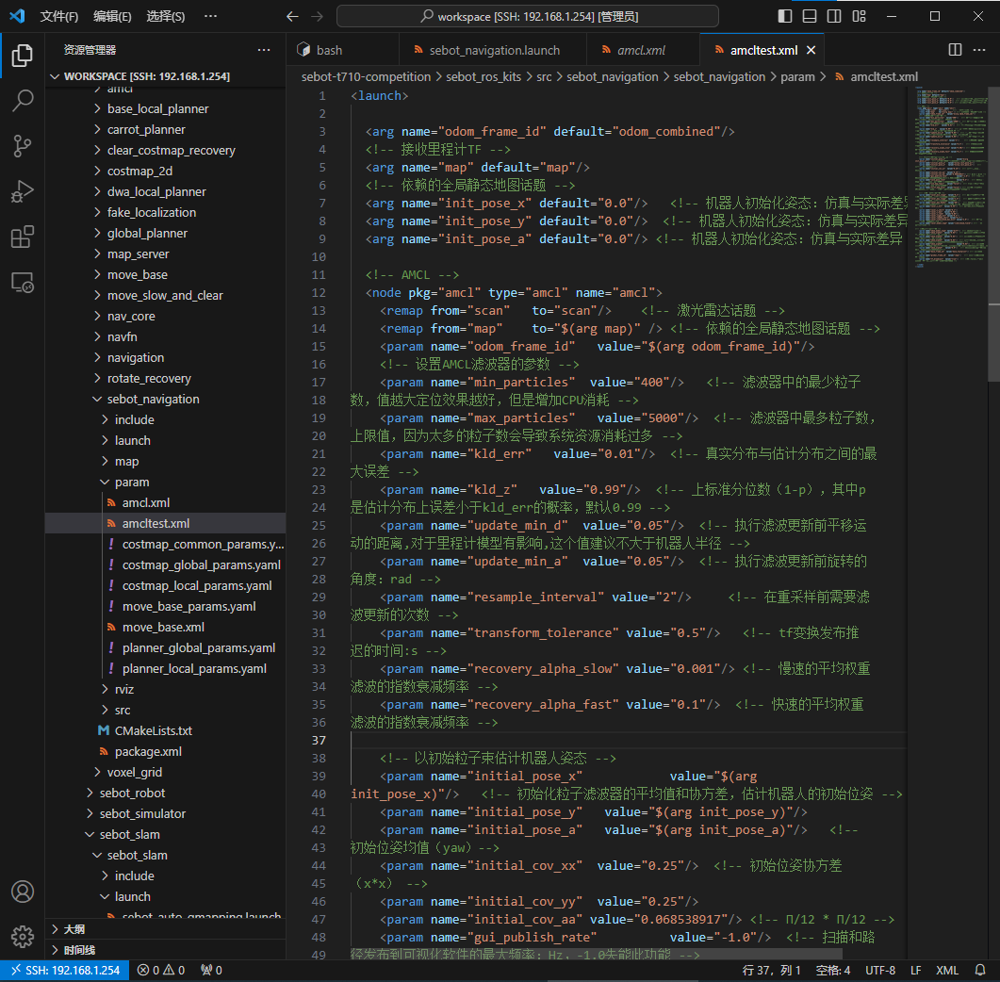 文件(F) 编辑(E) 选择(S) ··· workspace [SSH: 192.168.1.254] [管理员]
资源管理器 ···
bash sebot_navigation.launch amcl.xml amcltest.xml ···
WORKSPACE [SSH: 192.168.1.254]
sebot-t710-competition > sebot_ros_kits > src > sebot_navigation > sebot_navigation > param > amcltest.xml
amcl
base_local_planner
carrot_planner
clear_costmap_recovery
costmap_2d
dwa_local_planner
fake_localization
global_planner
map_server
move_base
move_slow_and_clear
nav_core
navfn
navigation
rotate_recovery
sebot_navigation
include
launch
map
param
amcl.xml
amcltest.xml
costmap_common_params.y...
costmap_global_params.yaml
costmap_local_params.yaml
move_base_params.yaml
move_base.xml
planner_global_params.yaml
planner_local_params.yaml
rviz
src
CMakeLists.txt
package.xml
voxel_grid
sebot_robot
sebot_simulator
sebot_slam
sebot_slam
include
launch
sebot_auto_gmapping.launch
大纲
时间线
1 <launch>
2
3 <arg name="odom_frame_id" default="odom_combined"/>
4 <!-- 接收里程计TF -->
5 <arg name="map" default="map"/>
6 <!-- 依赖的全局静态地图话题 -->
7 <arg name="init_pose_x" default="0.0"/> <!-- 机器人初始化姿态：仿真与实际差异
8 <arg name="init_pose_y" default="0.0"/> <!-- 机器人初始化姿态：仿真与实际差异
9 <arg name="init_pose_a" default="0.0"/> <!-- 机器人初始化姿态：仿真与实际差异
10
11 <!-- AMCL -->
12 <node pkg="amcl" type="amcl" name="amcl">
13 <remap from="scan" to="scan"/> <!-- 激光雷达话题 -->
14 <remap from="map" to="$(arg map)" /> <!-- 依赖的全局静态地图话题 -->
15 <param name="odom_frame_id" value="$(arg odom_frame_id)"/>
16 <!-- 设置AMCL滤波器的参数 -->
17 <param name="min_particles" value="400"/> <!-- 滤波器中的最少粒子
18 数，值越大定位效果越好，但是增加CPU消耗 -->
19 <param name="max_particles" value="5000"/> <!-- 滤波器中最多粒子数，
20 上限值，因为太多的粒子数会导致系统资源消耗过多 -->
21 <param name="kld_err" value="0.01"/> <!-- 真实分布与估计分布之间的最
22 大误差 -->
23 <param name="kld_z" value="0.99"/> <!-- 上标准分位数（1-p），其中p
24 是估计分布上误差小于kld_err的概率，默认0.99 -->
25 <param name="update_min_d" value="0.05"/> <!-- 执行滤波更新前平移运
26 动的距离,对于里程计模型有影响,这个值建议不大于机器人半径 -->
27 <param name="update_min_a" value="0.05"/> <!-- 执行滤波更新前旋转的
28 角度：rad -->
29 <param name="resample_interval" value="2"/> <!-- 在重采样前需要滤
30 波更新的次数 -->
31 <param name="transform_tolerance" value="0.5"/> <!-- tf变换发布推
32 迟的时间:s -->
33 <param name="recovery_alpha_slow" value="0.001"/> <!-- 慢速的平均权重
34 滤波的指数衰减频率 -->
35 <param name="recovery_alpha_fast" value="0.1"/> <!-- 快速的平均权重
36 滤波的指数衰减频率 -->
37
38 <!-- 以初始粒子束估计机器人姿态 -->
39 <param name="initial_pose_x" value="$(arg
40 init_pose_x)"/> <!-- 初始化粒子滤波器的平均值和协方差，估计机器人的初始位姿 -->
41 <param name="initial_pose_y" value="$(arg init_pose_y)"/>
42 <param name="initial_pose_a" value="$(arg init_pose_a)"/> <!--
43 初始位姿均值（yaw）-->
44 <param name="initial_cov_xx" value="0.25"/> <!-- 初始位姿协方差
45 （x*x） -->
46 <param name="initial_cov_yy" value="0.25"/>
47 <param name="initial_cov_aa" value="0.068538917"/> <!-- П/12 * П/12 -->
48 <param name="gui_publish_rate" value="-1.0"/> <!-- 扫描和路
49 径发布到可视化软件的最大频率：Hz，-1.0失能此功能 -->
SSH: 192.168.1.254 0 0 0 行 37，列 1 空格: 4 UTF-8 LF XML